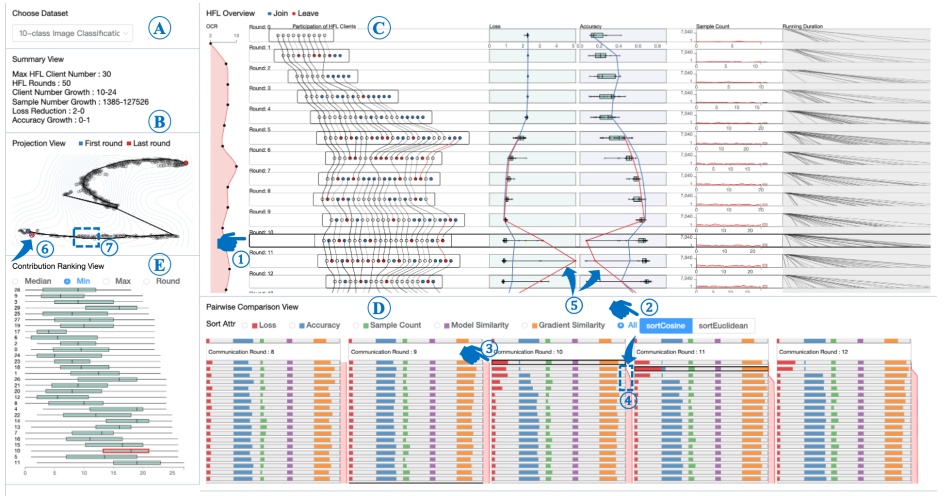 Choose Dataset
A
10-class Image Classificatic
Summary View
Max HFL Client Number : 30
HFL Rounds : 50
Client Number Growth : 10-24
Sample Number Growth : 1385-127526
Loss Reduction : 2-0
Accuracy Growth : 0-1
B
Projection View
First round
Last round
6
7
E
Contribution Ranking View
Median
Min
Max
Round
28
9
3
29
25
27
19
17
6
2
0
24
23
18
1
26
21
20
12
8
4
22
14
13
7
16
15
10
5
11
0 5 10 15 20 25
HFL Overview
Join
Leave
C
OCR
Round: 0
Participation of HFL Clients
Loss
Accuracy
Sample Count
Running Duration
0 1 2 3 4 5
0.0 0.2 0.4 0.6 0.8
Round: 1
Round: 2
Round: 3
Round: 4
Round: 5
Round: 6
Round: 7
Round: 8
Round: 9
Round: 10
Round: 11
Round: 12
7,040
1
0 5 10 15 20
1
5
D
Pairwise Comparison View
2
Sort Attr
Loss
Accuracy
Sample Count
Model Similarity
Gradient Similarity
All
sortCosine
sortEuclidean
3
4
Communication Round : 8
Communication Round : 9
Communication Round : 10
Communication Round : 11
Communication Round : 12